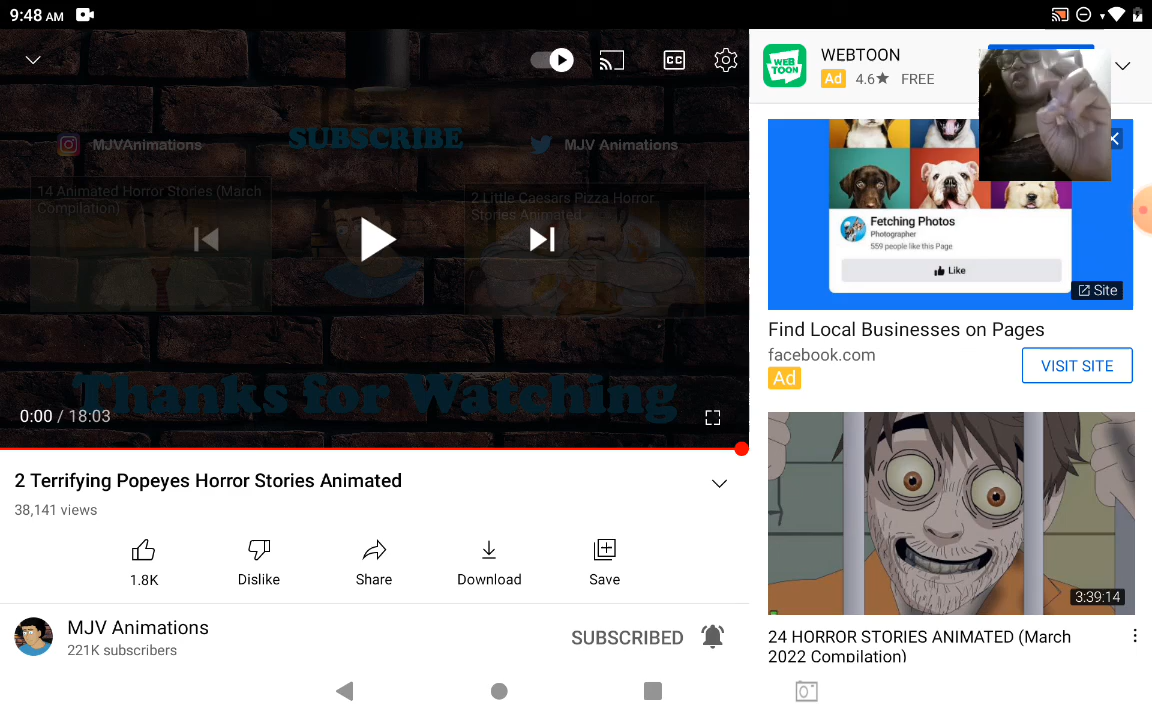 9:48 AM
WEBTOON
Ad 4.6★ FREE
WEB
TOON
CC
MJVAnimations
SUBSCRIBE
MJV Animations
14 Animated Horror Stories (March
Compilation)
2 Little Caesars Pizza Horror
Stories Animated
Thanks for Watching
0:00 / 18:03
Fetching Photos
Photographer
559 people like this Page
Like
Site
Find Local Businesses on Pages
facebook.com
Ad
VISIT SITE
2 Terrifying Popeyes Horror Stories Animated
38,141 views
1.8K
Dislike
Share
Download
Save
MJV Animations
221K subscribers
SUBSCRIBED
3:39:14
24 HORROR STORIES ANIMATED (March
2022 Compilation)